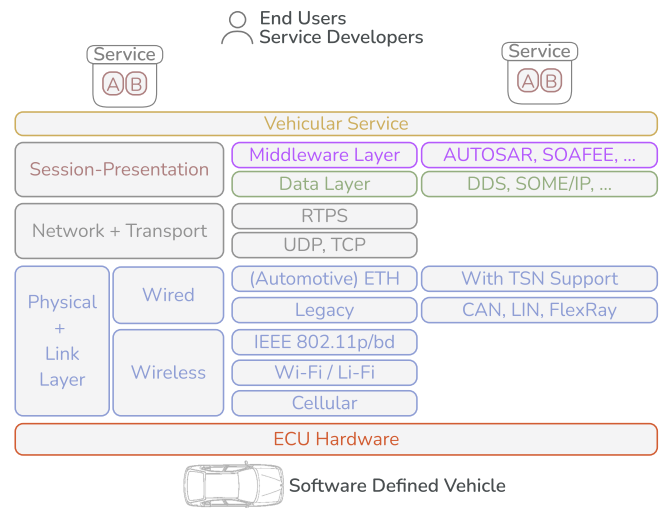 End Users
Service Developers
Service
A B
Service
A B
Vehicular Service
Session-Presentation
Middleware Layer
AUTOSAR, SOAFEE, ...
Data Layer
DDS, SOME/IP, ...
Network + Transport
RTPS
UDP, TCP
Physical
+
Link
Layer
Wired
(Automotive) ETH
With TSN Support
Legacy
CAN, LIN, FlexRay
Wireless
IEEE 802.11p/bd
Wi-Fi / Li-Fi
Cellular
ECU Hardware
Software Defined Vehicle